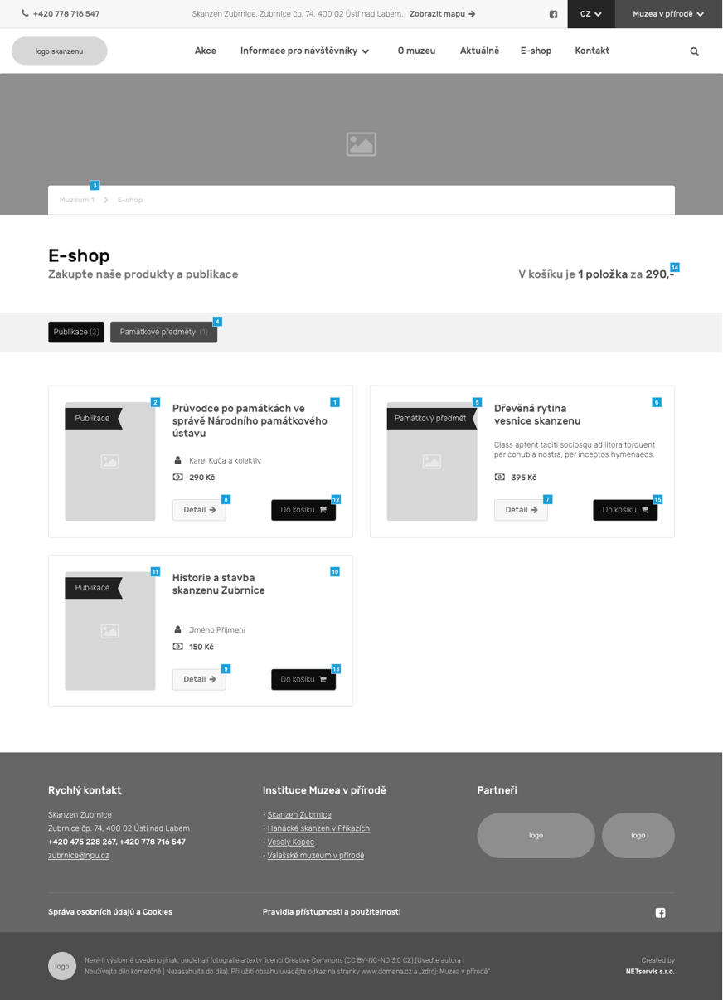 +420 778 716 547
Skanzen Zubrnice, Zubrnice čp. 74, 400 02 Ústí nad Labem. Zobrazit mapu
CZ
Muzea v přírodě
logo skanzenu
Akce
Informace pro návštěvníky
O muzeu
Aktuálně
E-shop
Kontakt
3
Muzeum 1
E-shop
E-shop
Zakupte naše produkty a publikace
14
V košíku je 1 položka za 290,-
4
Publikace (2)
Památkové předměty (1)
2
1
Publikace
Průvodce po památkách ve
správě Národního památkového
ústavu
Karel Kuča a kolektiv
290 Kč
8
12
Detail
Do košíku
5
6
Památkový předmět
Dřevěná rytina
vesnice skanzenu
Class aptent taciti sociosqu ad litora torquent
per conubia nostra, per inceptos hymenaeos.
395 Kč
7
15
Detail
Do košíku
11
10
Publikace
Historie a stavba
skanzenu Zubrnice
Jméno Příjmení
150 Kč
9
13
Detail
Do košíku
Rychlý kontakt
Skanzen Zubrnice
Zubrnice čp. 74, 400 02 Ústí nad Labem
+420 475 228 267, +420 778 716 547
zubrnice@npu.cz
Instituce Muzea v přírodě
• Skanzen Zubrnice
• Hanácké skanzen v Příkazích
• Veselý Kopec
• Valašské muzeum v přírodě
Partneři
logo
logo
Správa osobních údajů a Cookies
Pravidla přístupnosti a použitelnosti
logo
Není-li výslovně uvedeno jinak, podléhají fotografie a texty licenci Creative Commons (CC BY-NC-ND 3.0 CZ) (Uveďte autora |
Neužívejte dílo komerčně | Nezasahujte do díla). Při užití obsahu uvádějte odkaz na stránky www.domena.cz a „zdroj: Muzea v přírodě“
Created by
NETservis s.r.o.